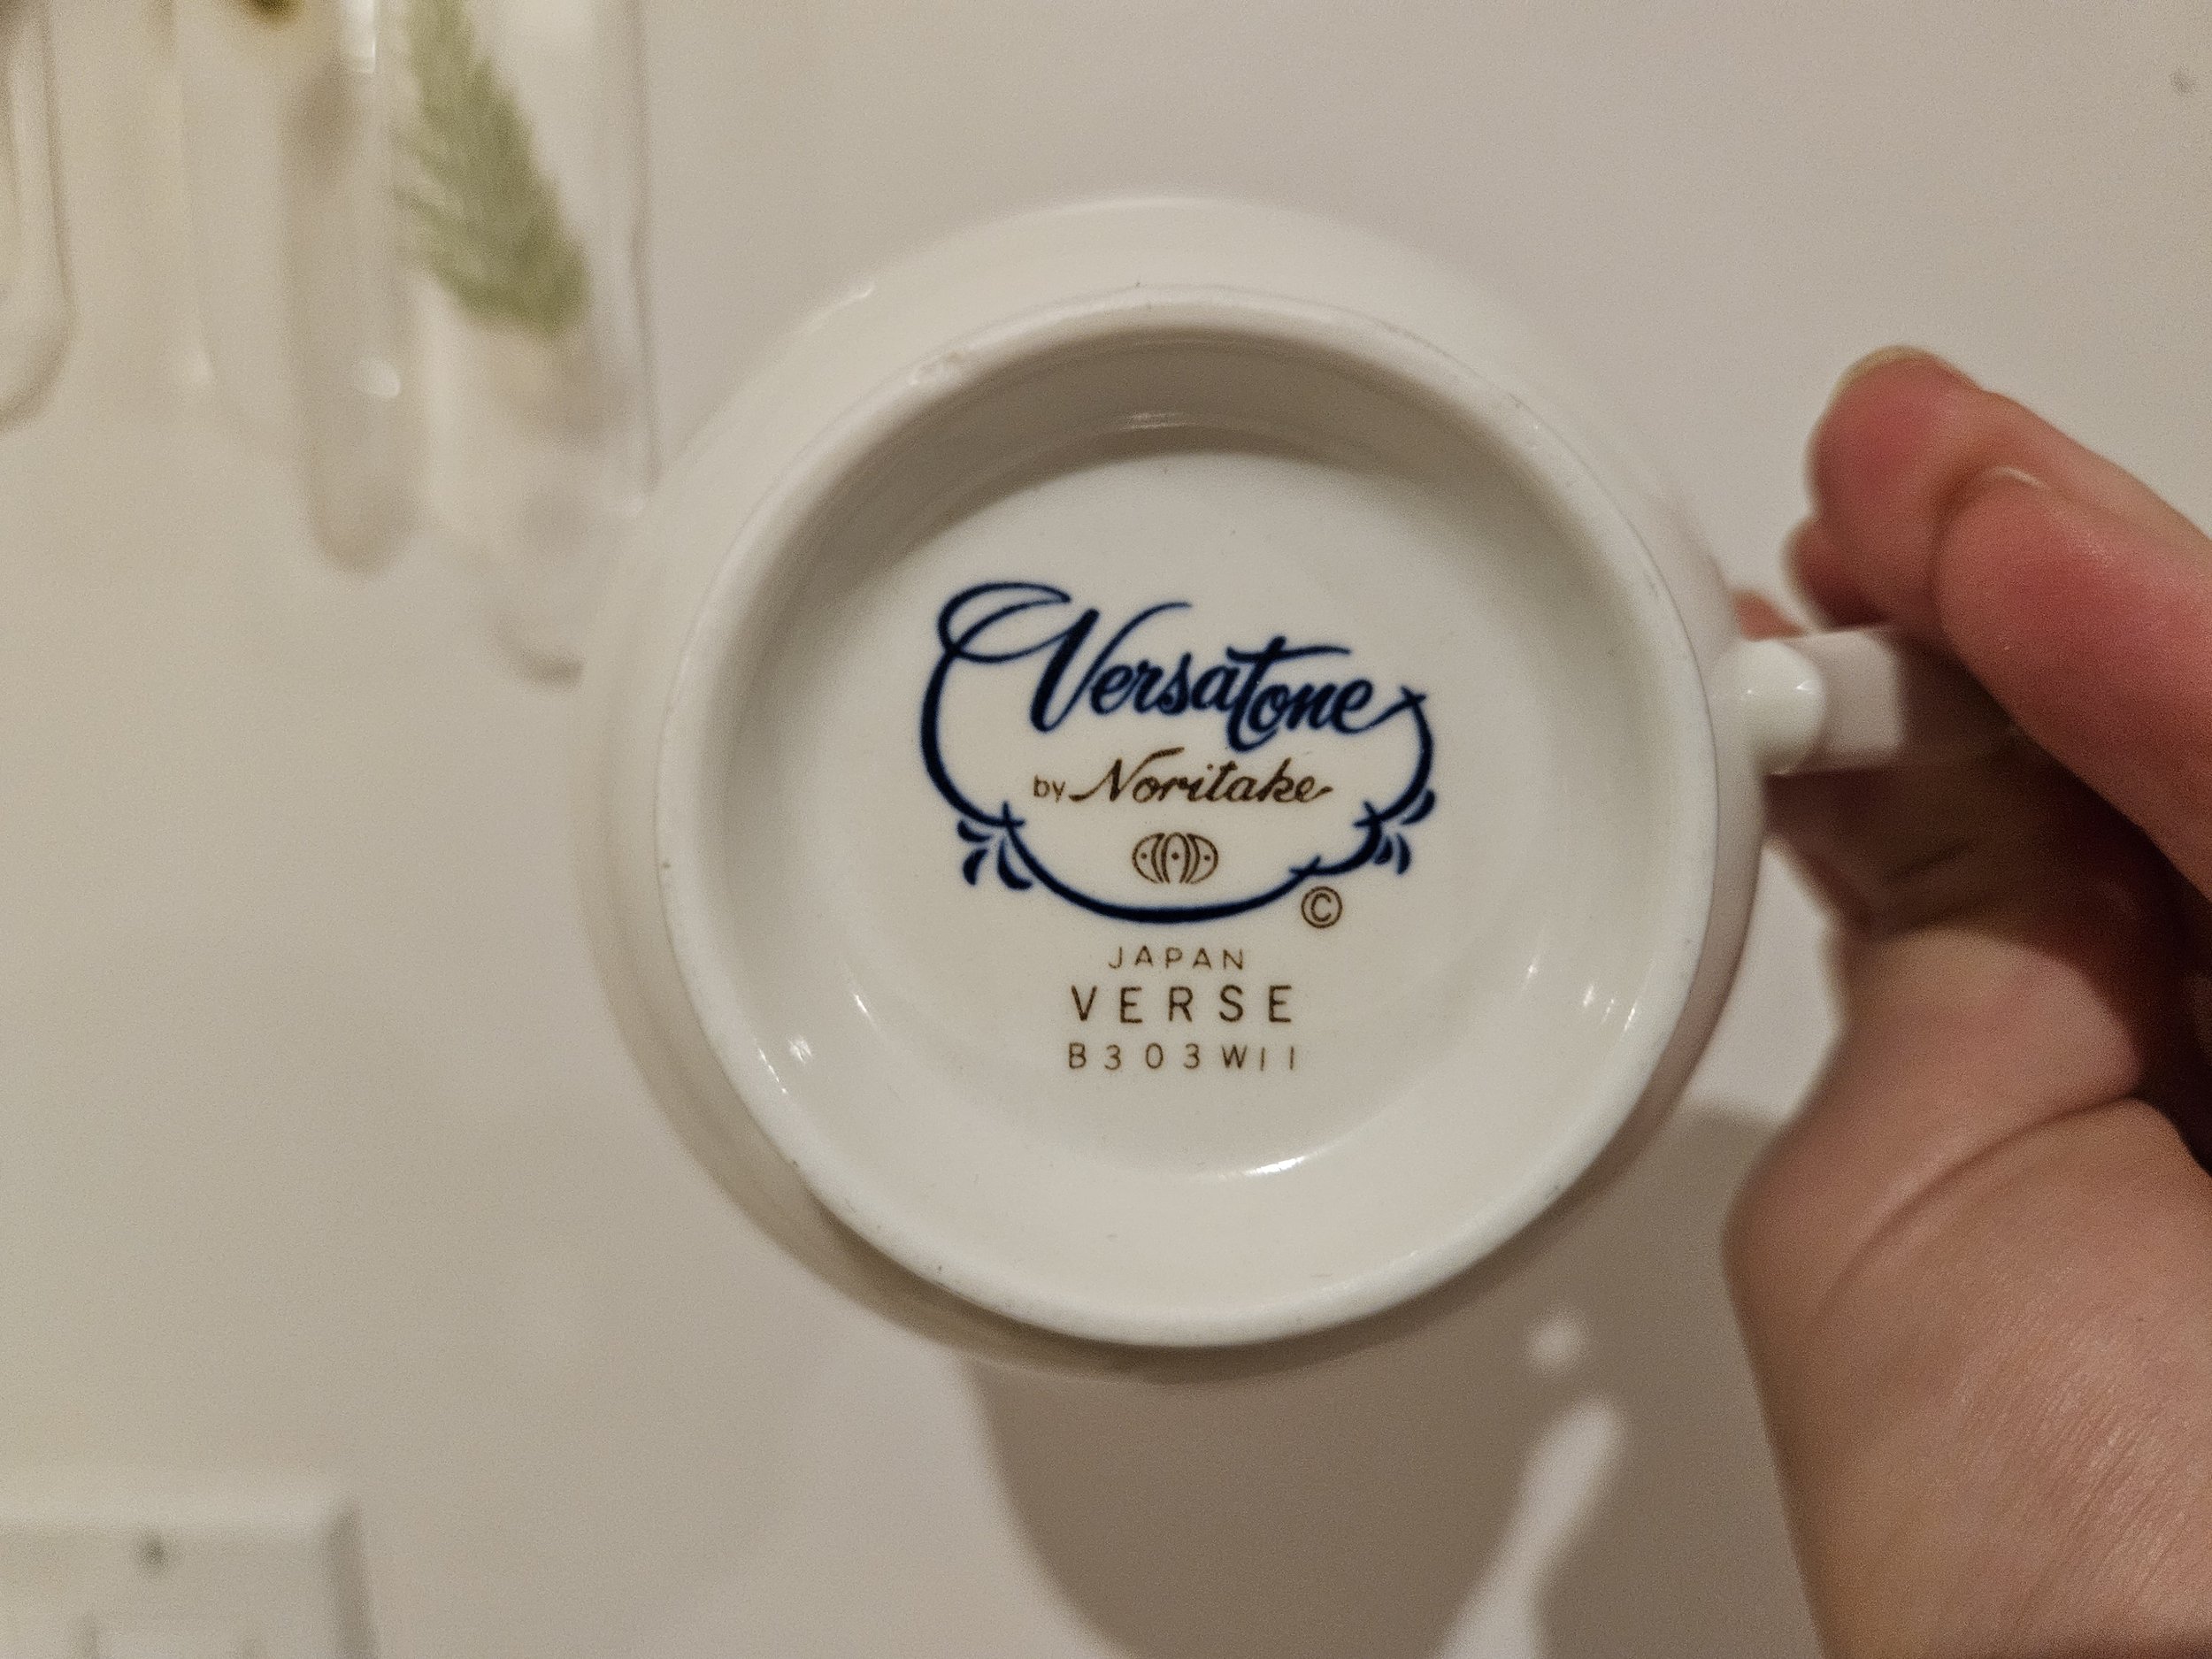 Versatone
by Noritake
©
JAPAN
VERSE
B303W11